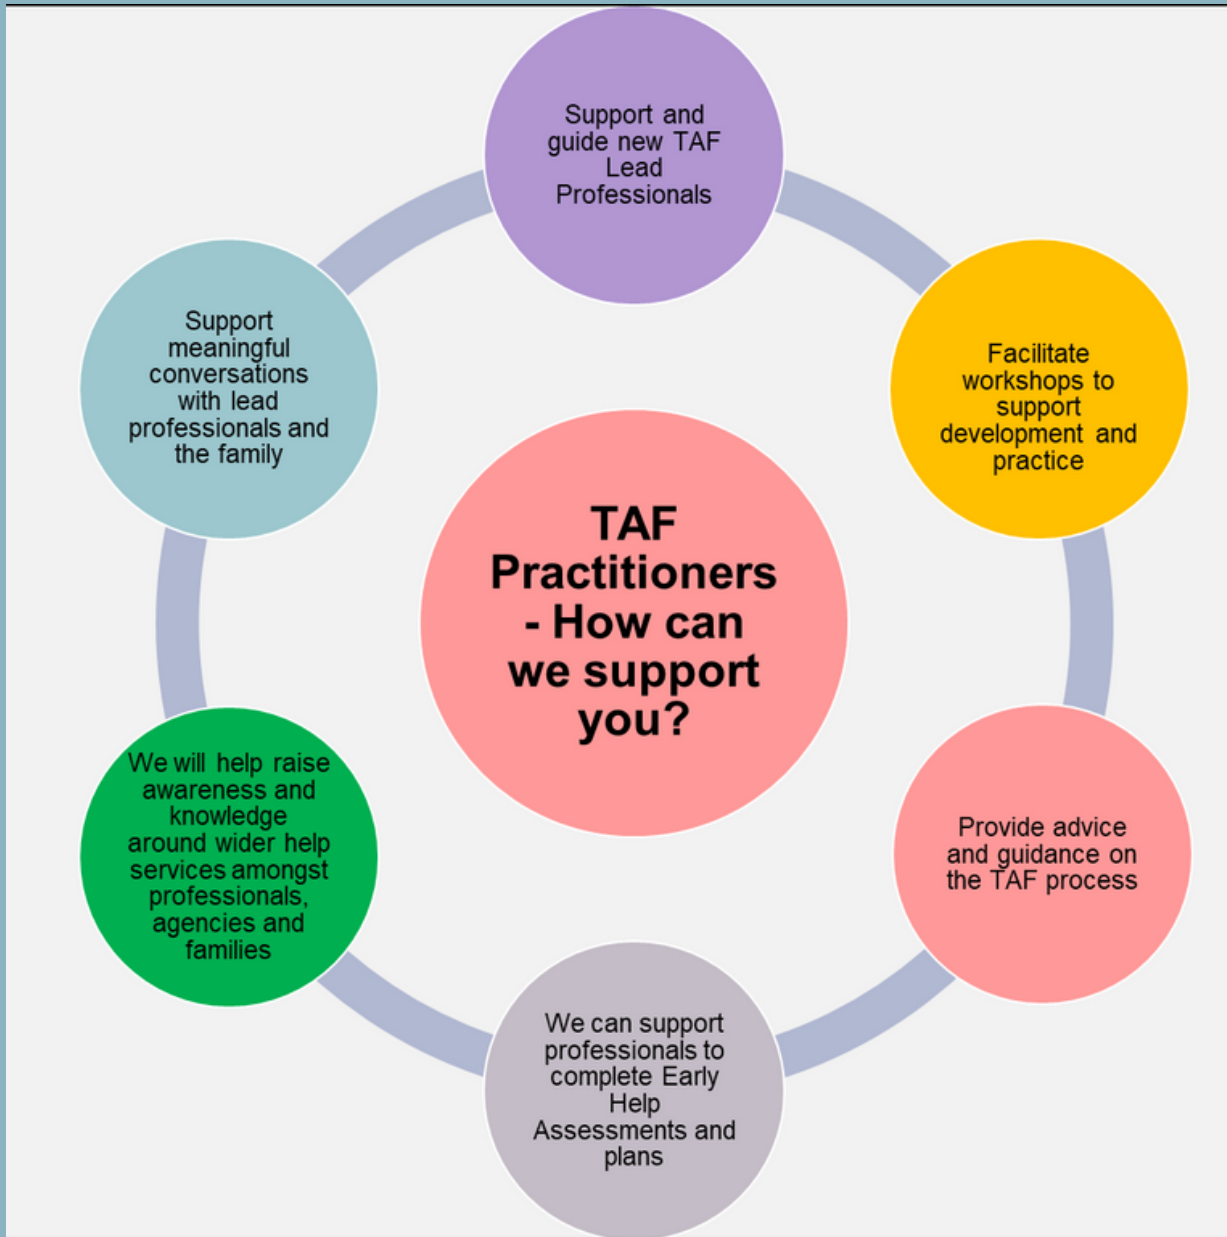 Support and
guide new TAF
Lead
Professionals
Facilitate
workshops to
support
development and
practice
Provide advice
and guidance on
the TAF process
We can support
professionals to
complete Early
Help
Assessments and
plans
We will help raise
awareness and
knowledge
around wider help
services amongst
professionals,
agencies and
families
Support
meaningful
conversations
with lead
professionals and
the family
TAF
Practitioners
- How can
we support
you?